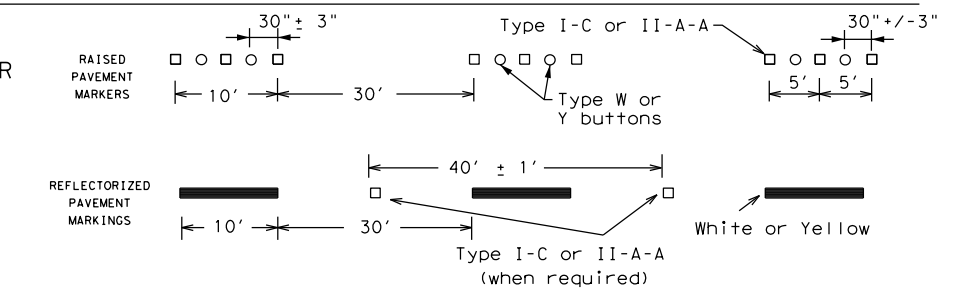 30"± 3"
Type I-C or II-A-A
30"+/-3"
R
RAISED
PAVEMENT
MARKERS
10'
30'
5' 5'
Type W or
Y buttons
40' ± 1'
REFLECTORIZED
PAVEMENT
MARKINGS
10'
30'
White or Yellow
Type I-C or II-A-A
(when required)